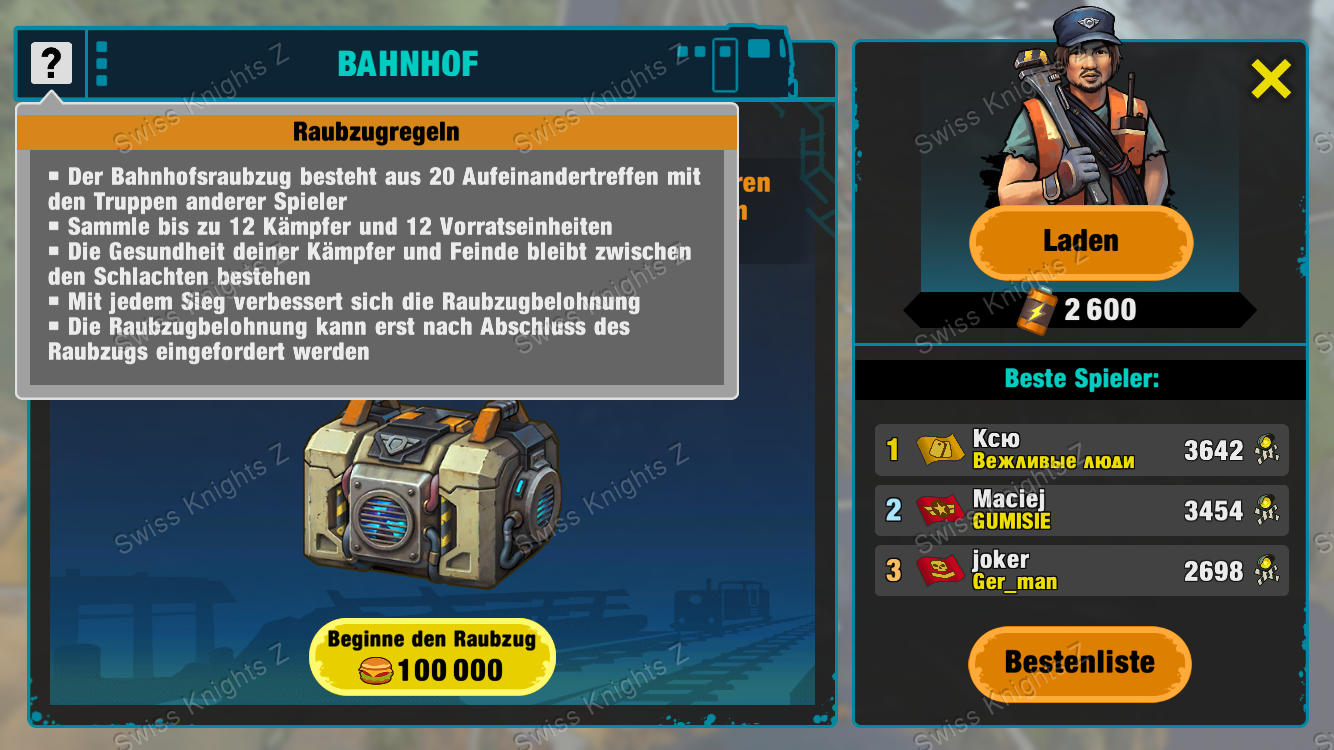 ?
BAHNHOF
Raubzugregeln
▪ Der Bahnhofsraubzug besteht aus 20 Aufeinandertreffen mit
den Truppen anderer Spieler
▪ Sammle bis zu 12 Kämpfer und 12 Vorratseinheiten
▪ Die Gesundheit deiner Kämpfer und Feinde bleibt zwischen
den Schlachten bestehen
▪ Mit jedem Sieg verbessert sich die Raubzugbelohnung
▪ Die Raubzugbelohnung kann erst nach Abschluss des
Raubzugs eingefordert werden
Beginne den Raubzug
100 000
Laden
2 600
Beste Spieler:
1 Ксю 3642
Вежливые люди
2 Maciej 3454
GUMISIE
3 joker 2698
Ger_man
Bestenliste
Swiss Knights Z